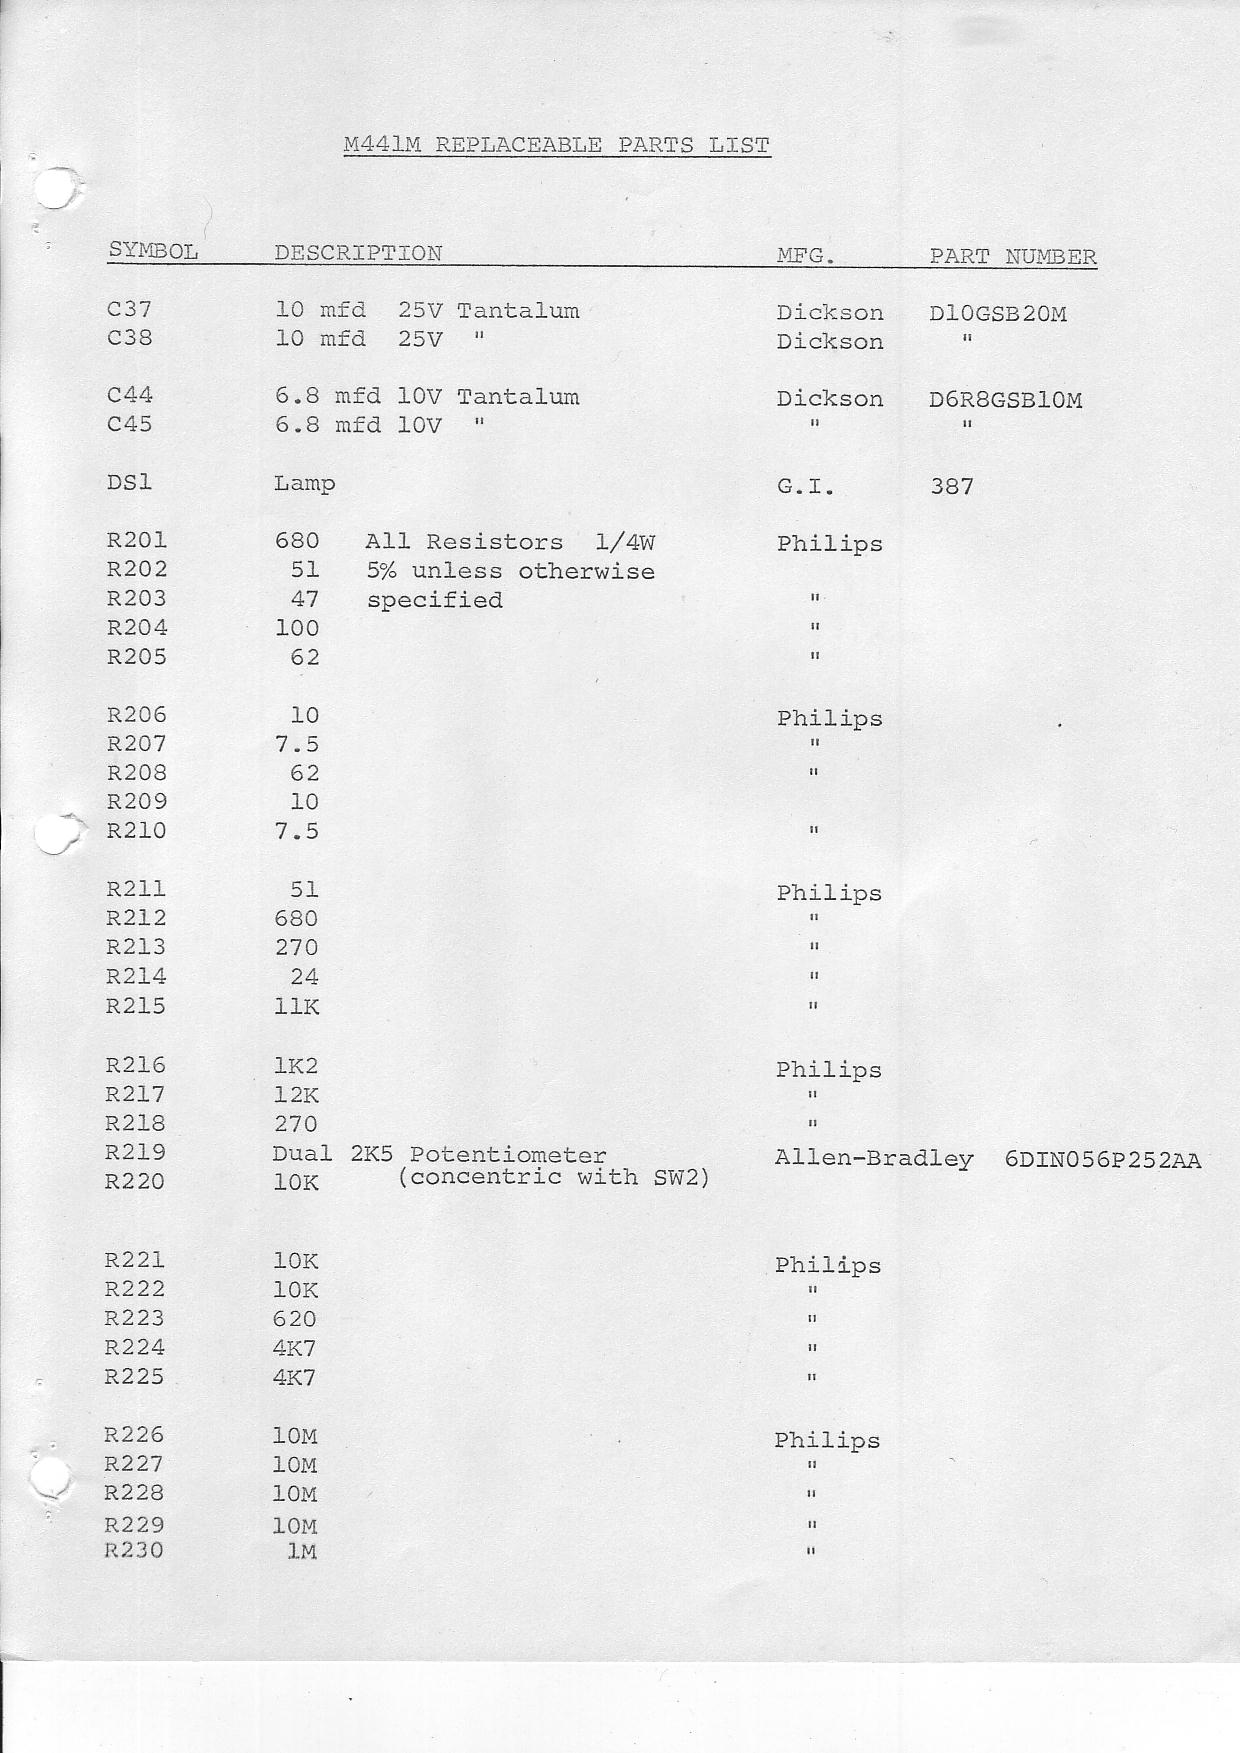 M441M REPLACEABLE PARTS LIST
SYMBOL DESCRIPTION MFG. PART NUMBER
C37 10 mfd 25V Tantalum Dickson D10GSB20M
C38 10 mfd 25V " Dickson "
C44 6.8 mfd 10V Tantalum Dickson D6R8GSB10M
C45 6.8 mfd 10V " " "
DS1 Lamp G.I. 387
R201 680 All Resistors 1/4W Philips
R202 51 5% unless otherwise
R203 47 specified "
R204 100 "
R205 62 "
R206 10 Philips
R207 7.5 "
R208 62 "
R209 10
R210 7.5 "
R211 51 Philips
R212 680 "
R213 270 "
R214 24 "
R215 11K "
R216 1K2 Philips
R217 12K "
R218 270 "
R219 Dual 2K5 Potentiometer Allen-Bradley 6DIN056P252AA
R220 10K (concentric with SW2)
R221 10K Philips
R222 10K "
R223 620 "
R224 4K7 "
R225 4K7 "
R226 10M Philips
R227 10M "
R228 10M "
R229 10M "
R230 1M "